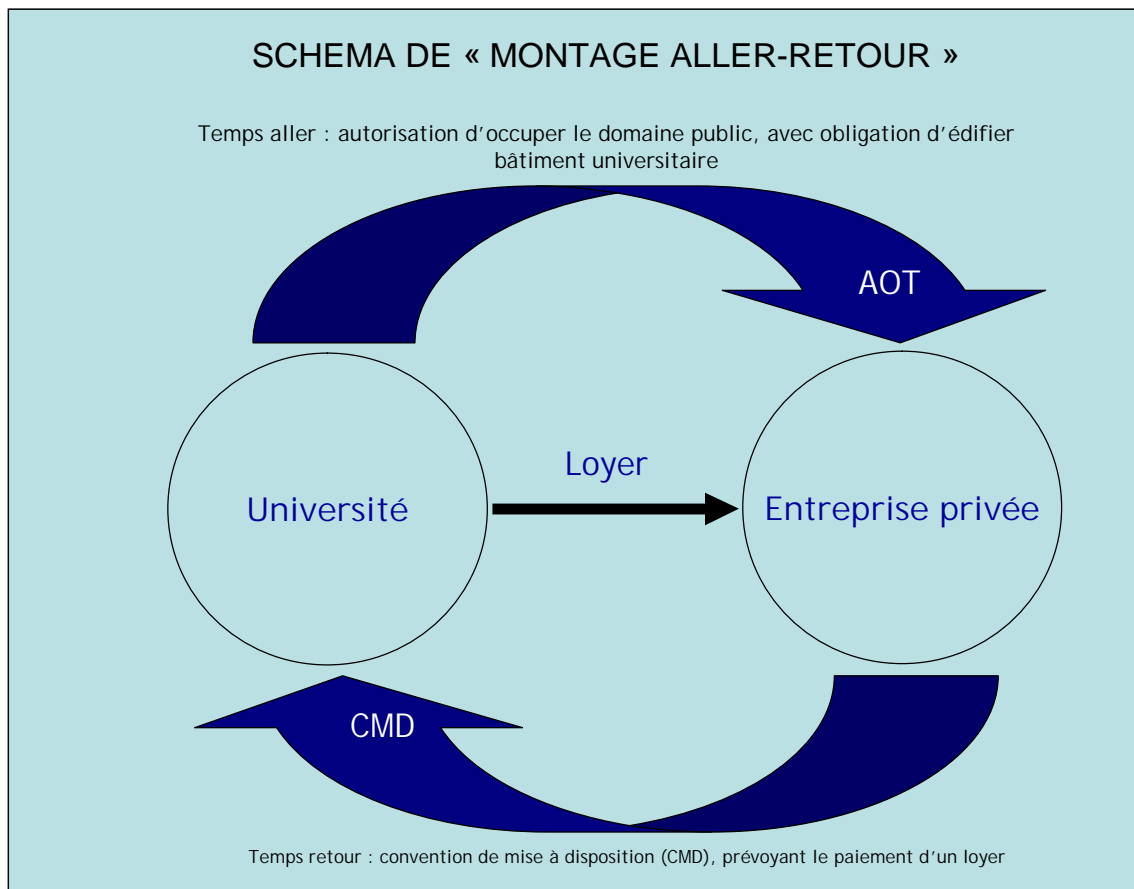 SCHEMA DE « MONTAGE ALLER-RETOUR »
Temps aller : autorisation d'occuper le domaine public, avec obligation d'édifier
bâtiment universitaire
AOT
Loyer
Université
Entreprise privée
CMD
Temps retour : convention de mise à disposition (CMD), prévoyant le paiement d'un loyer